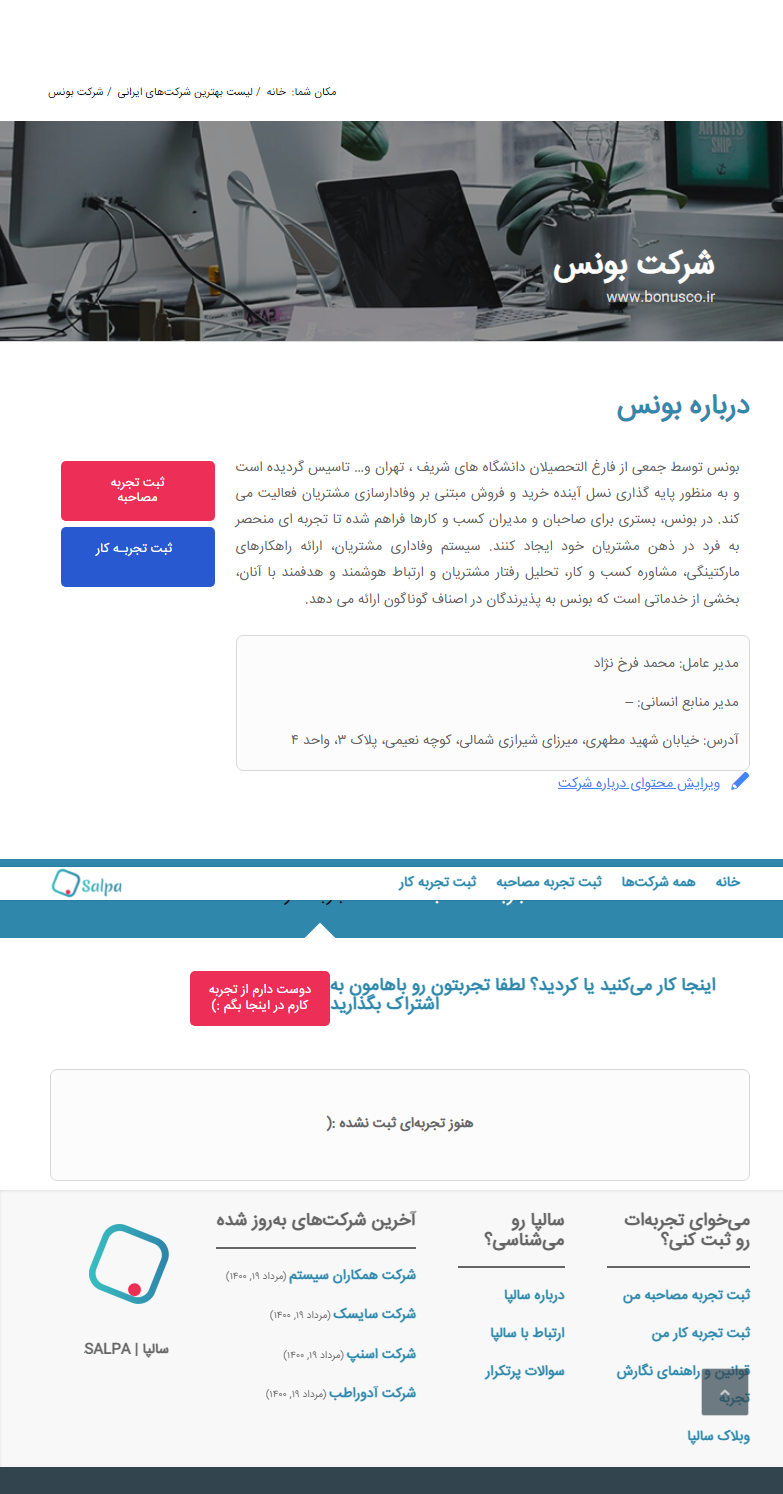 مکان شما: خانه / لیست بهترین شرکت‌های ایرانی / شرکت بونس
ARTISTS
SHIP
شرکت بونس
www.bonusco.ir
درباره بونس
بونس توسط جمعی از فارغ التحصیلان دانشگاه های شریف ، تهران و… تاسیس گردیده است
و به منظور پایه گذاری نسل آینده خرید و فروش مبتنی بر وفادارسازی مشتریان فعالیت می
کند. در بونس، بستری برای صاحبان و مدیران کسب و کارها فراهم شده تا تجربه ای منحصر
به فرد در ذهن مشتریان خود ایجاد کنند. سیستم وفاداری مشتریان، ارائه راهکارهای
مارکتینگی، مشاوره کسب و کار، تحلیل رفتار مشتریان و ارتباط هوشمند و هدفمند با آنان،
بخشی از خدماتی است که بونس به پذیرندگان در اصناف گوناگون ارائه می دهد.
ثبت تجربه
مصاحبه
ثبت تجربـه کار
مدیر عامل: محمد فرخ نژاد
مدیر منابع انسانی: –
آدرس: خیابان شهید مطهری، میرزای شیرازی شمالی، کوچه نعیمی، پلاک ۳، واحد ۴
ویرایش محتوای درباره شرکت
خانه همه شرکت‌ها ثبت تجربه مصاحبه ثبت تجربه کار
Salpa
اینجا کار می‌کنید یا کردید؟ لطفا تجربتون رو باهامون به
اشتراک بگذارید
دوست دارم از تجربه
کارم در اینجا بگم :)
هنوز تجربه‌ای ثبت نشده :(
می‌خوای تجربه‌ات
رو ثبت کنی؟
ثبت تجربه مصاحبه من
ثبت تجربه کار من
قوانین و راهنمای نگارش
تجربه
وبلاک سالپا
سالپا رو
می‌شناسی؟
درباره سالپا
ارتباط با سالپا
سوالات پرتکرار
آخرین شرکت‌های به‌روز شده
شرکت همکاران سیستم (مرداد ۱۹, ۱۴۰۰)
شرکت سایسک (مرداد ۱۹, ۱۴۰۰)
شرکت اسنپ (مرداد ۱۹, ۱۴۰۰)
شرکت آدوراطب (مرداد ۱۹, ۱۴۰۰)
سالپا | SALPA